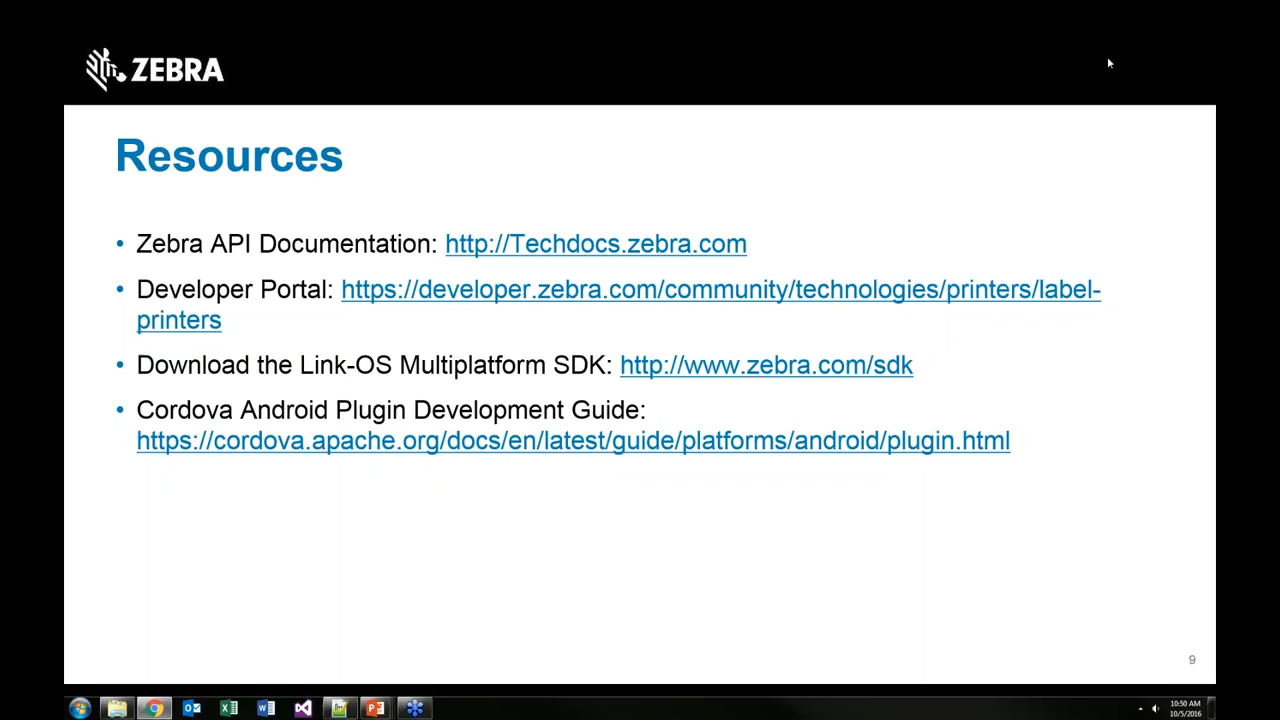 ZEBRA
Resources
• Zebra API Documentation: http://Techdocs.zebra.com
• Developer Portal: https://developer.zebra.com/community/technologies/printers/label-
printers
• Download the Link-OS Multiplatform SDK: http://www.zebra.com/sdk
• Cordova Android Plugin Development Guide:
https://cordova.apache.org/docs/en/latest/guide/platforms/android/plugin.html
9
10:50 AM
10/5/2016